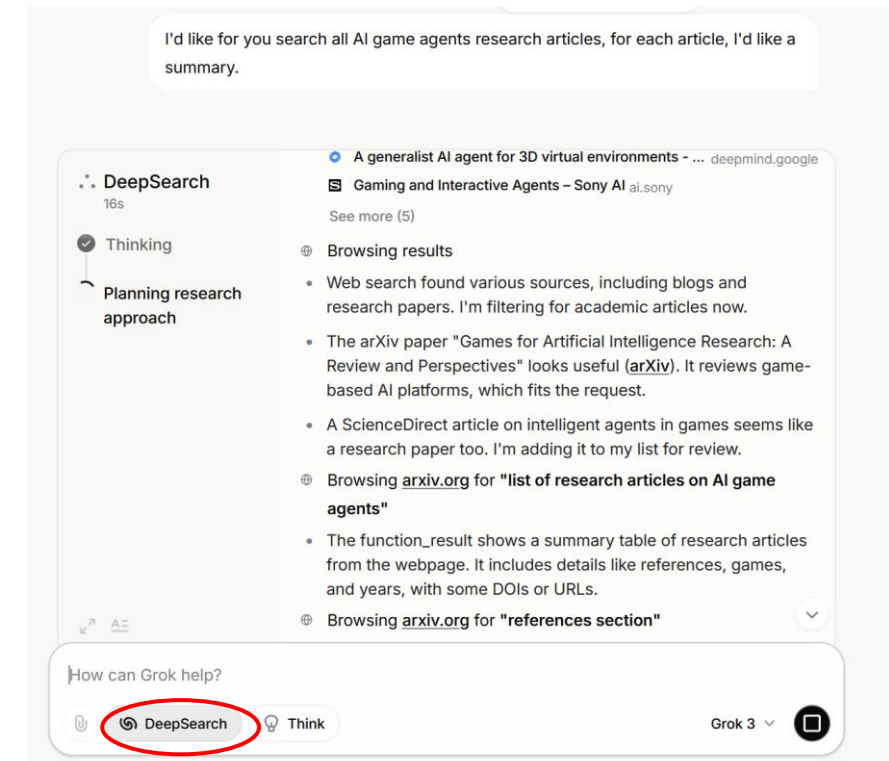 I'd like for you search all AI game agents research articles, for each article, I'd like a
summary.
DeepSearch
16s
Thinking
Planning research
approach
A generalist AI agent for 3D virtual environments - ... deepmind.google
Gaming and Interactive Agents – Sony AI ai.sony
See more (5)
Browsing results
Web search found various sources, including blogs and
research papers. I'm filtering for academic articles now.
The arXiv paper "Games for Artificial Intelligence Research: A
Review and Perspectives" looks useful (arXiv). It reviews game-
based AI platforms, which fits the request.
A ScienceDirect article on intelligent agents in games seems like
a research paper too. I'm adding it to my list for review.
Browsing arxiv.org for "list of research articles on AI game
agents"
The function_result shows a summary table of research articles
from the webpage. It includes details like references, games,
and years, with some DOIs or URLs.
Browsing arxiv.org for "references section"
How can Grok help?
DeepSearch Think Grok 3